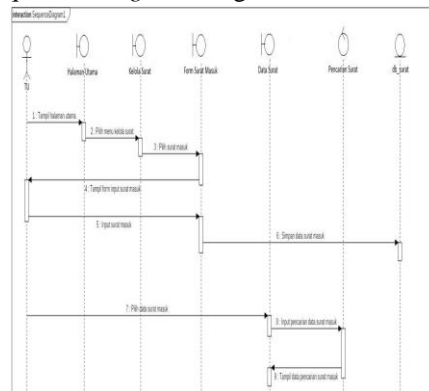 interaction SequenceDiagram1
TU
Halaman Utama
Kelola Surat
Form Surat Masuk
Data Surat
Pencarian Surat
db_surat
1 : Tampil halaman utama
2 : Pilih menu kelola surat
3 : Pilih surat masuk
4 : Tampil form input surat masuk
5 : Input surat masuk
6 : Simpan data surat masuk
7 : Pilih data surat masuk
8 : Input pencarian data surat masuk
9 : Tampil data pencarian surat masuk